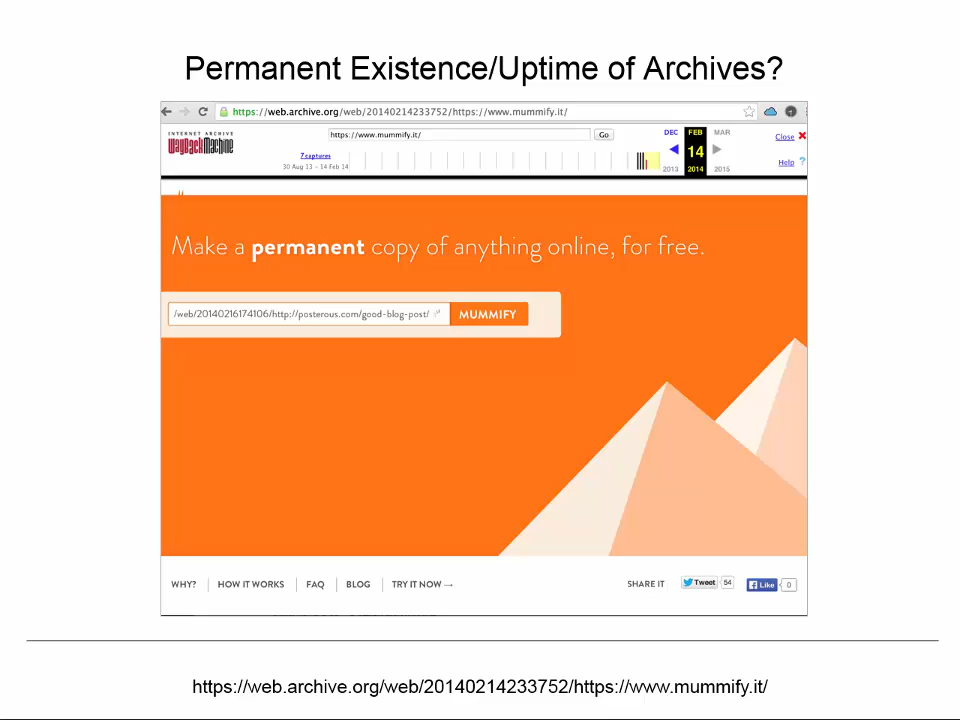 Permanent Existence/Uptime of Archives?
https://web.archive.org/web/20140214233752/https://www.mummify.it/
INTERNET ARCHIVE
WayBackMachine
https://www.mummify.it/
Go
DEC FEB MAR
Close
7 captures
14
30 Aug 13 - 14 Feb 14
2013 2014 2015
Help ?
Make a permanent copy of anything online, for free.
/web/20140216174106/http://posterous.com/good-blog-post/
MUMMIFY
WHY? HOW IT WORKS FAQ BLOG TRY IT NOW → SHARE IT Tweet 54 Like 0
https://web.archive.org/web/20140214233752/https://www.mummify.it/